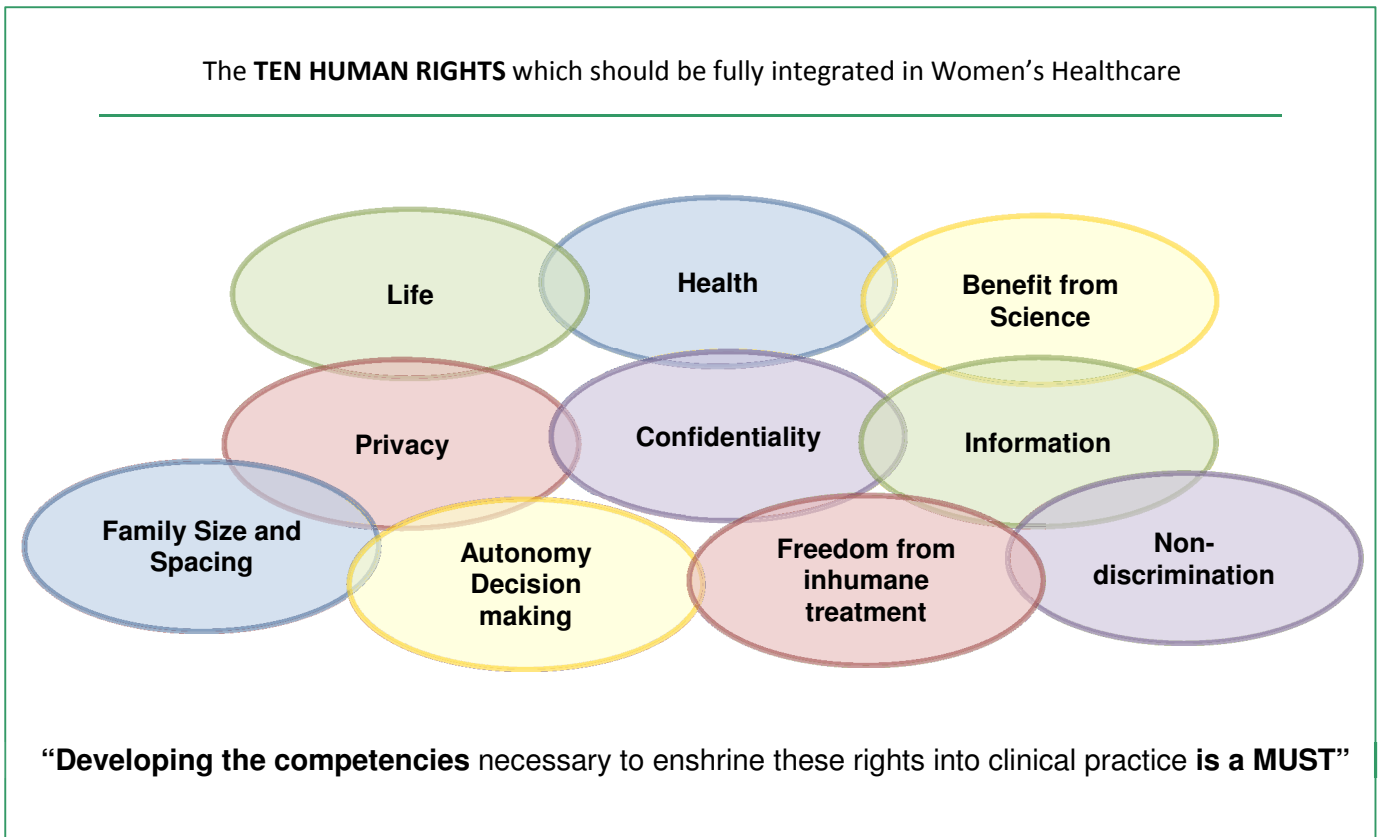 The TEN HUMAN RIGHTS which should be fully integrated in Women’s Healthcare
Life
Health
Benefit from
Science
Privacy
Confidentiality
Information
Family Size and
Spacing
Autonomy
Decision
making
Freedom from
inhumane
treatment
Non-
discrimination
“Developing the competencies necessary to enshrine these rights into clinical practice is a MUST”